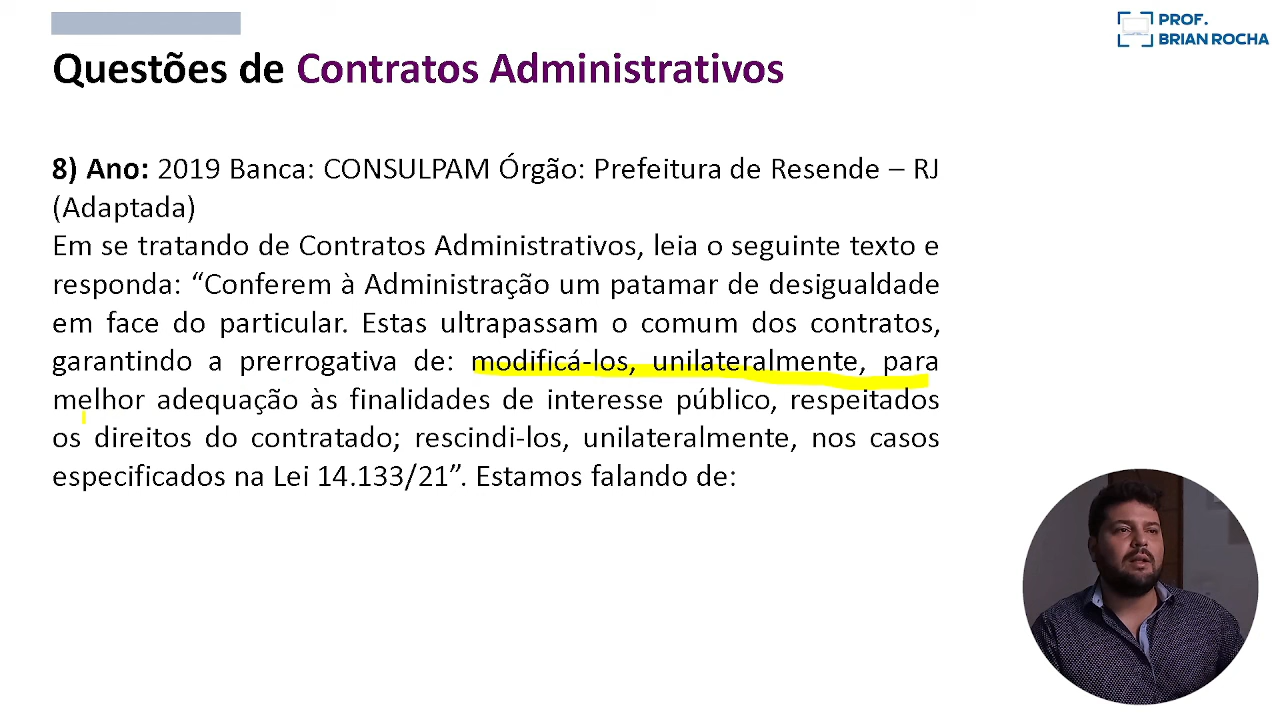 PROF.
BRIAN ROCHA
Questões de Contratos Administrativos
8) Ano: 2019 Banca: CONSULPAM Órgão: Prefeitura de Resende – RJ
(Adaptada)
Em se tratando de Contratos Administrativos, leia o seguinte texto e
responda: “Conferem à Administração um patamar de desigualdade
em face do particular. Estas ultrapassam o comum dos contratos,
garantindo a prerrogativa de: modificá-los, unilateralmente, para
melhor adequação às finalidades de interesse público, respeitados
os direitos do contratado; rescindi-los, unilateralmente, nos casos
especificados na Lei 14.133/21”. Estamos falando de: